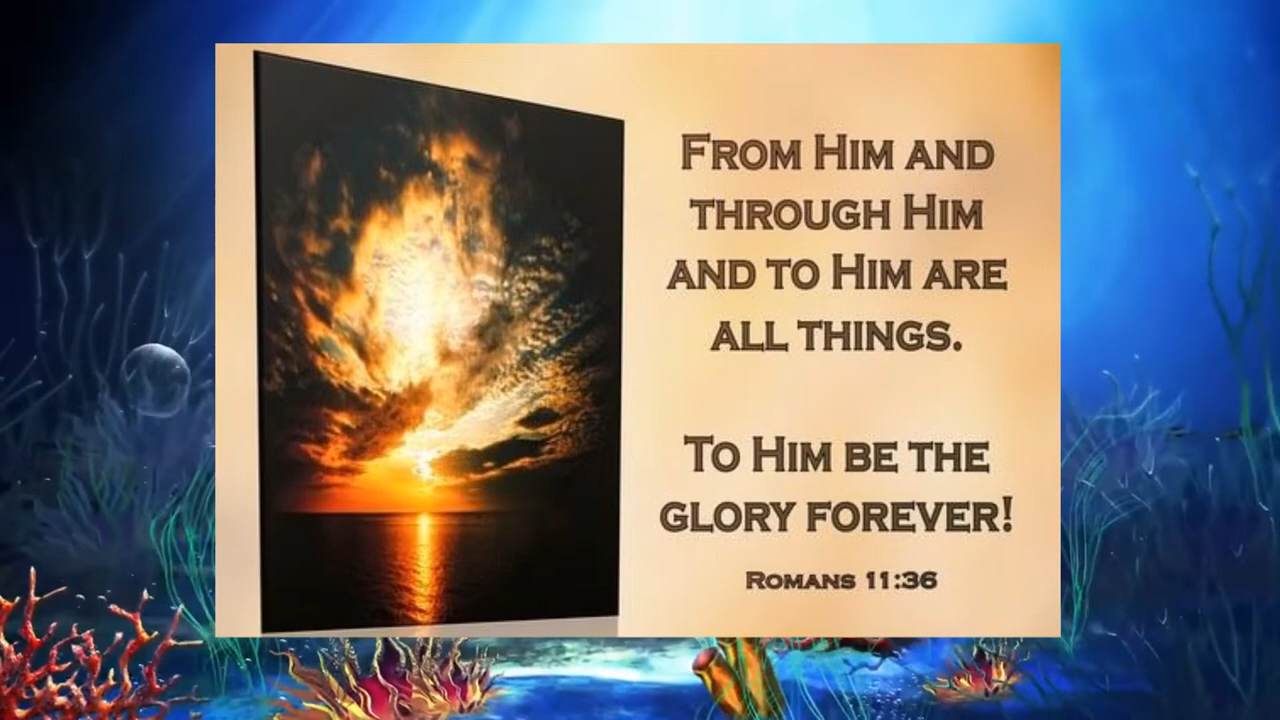 From Him and
through Him
and to Him are
all things.
To Him be the
glory forever!
Romans 11:36